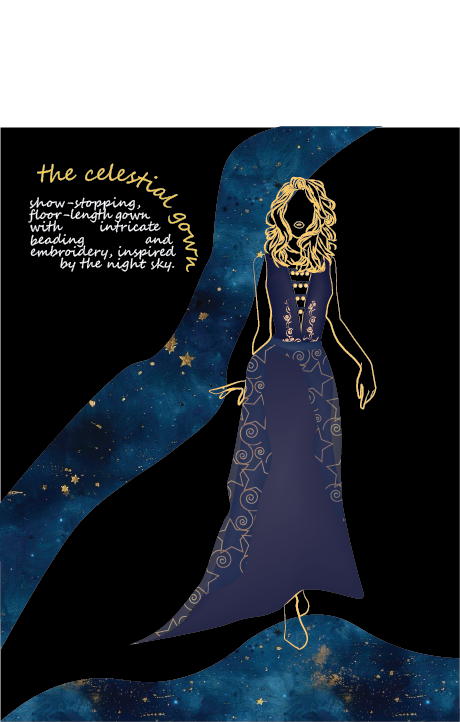 the celestial gown
show-stopping,
floor-length gown
with intricate
beading and
embroidery, inspired
by the night sky.